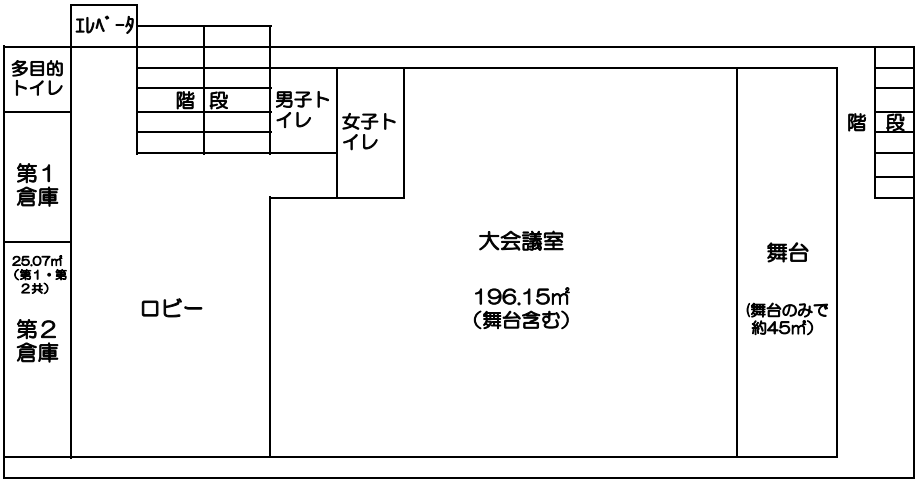 ｴﾚﾍﾞｰﾀ
多目的
トイレ
階 段
男子ト
イレ
女子ト
イレ
階 段
第１
倉庫
25.07㎡
（第１・第
２共）
第２
倉庫
ロビー
大会議室
196.15㎡
（舞台含む）
舞台
(舞台のみで
約45㎡）